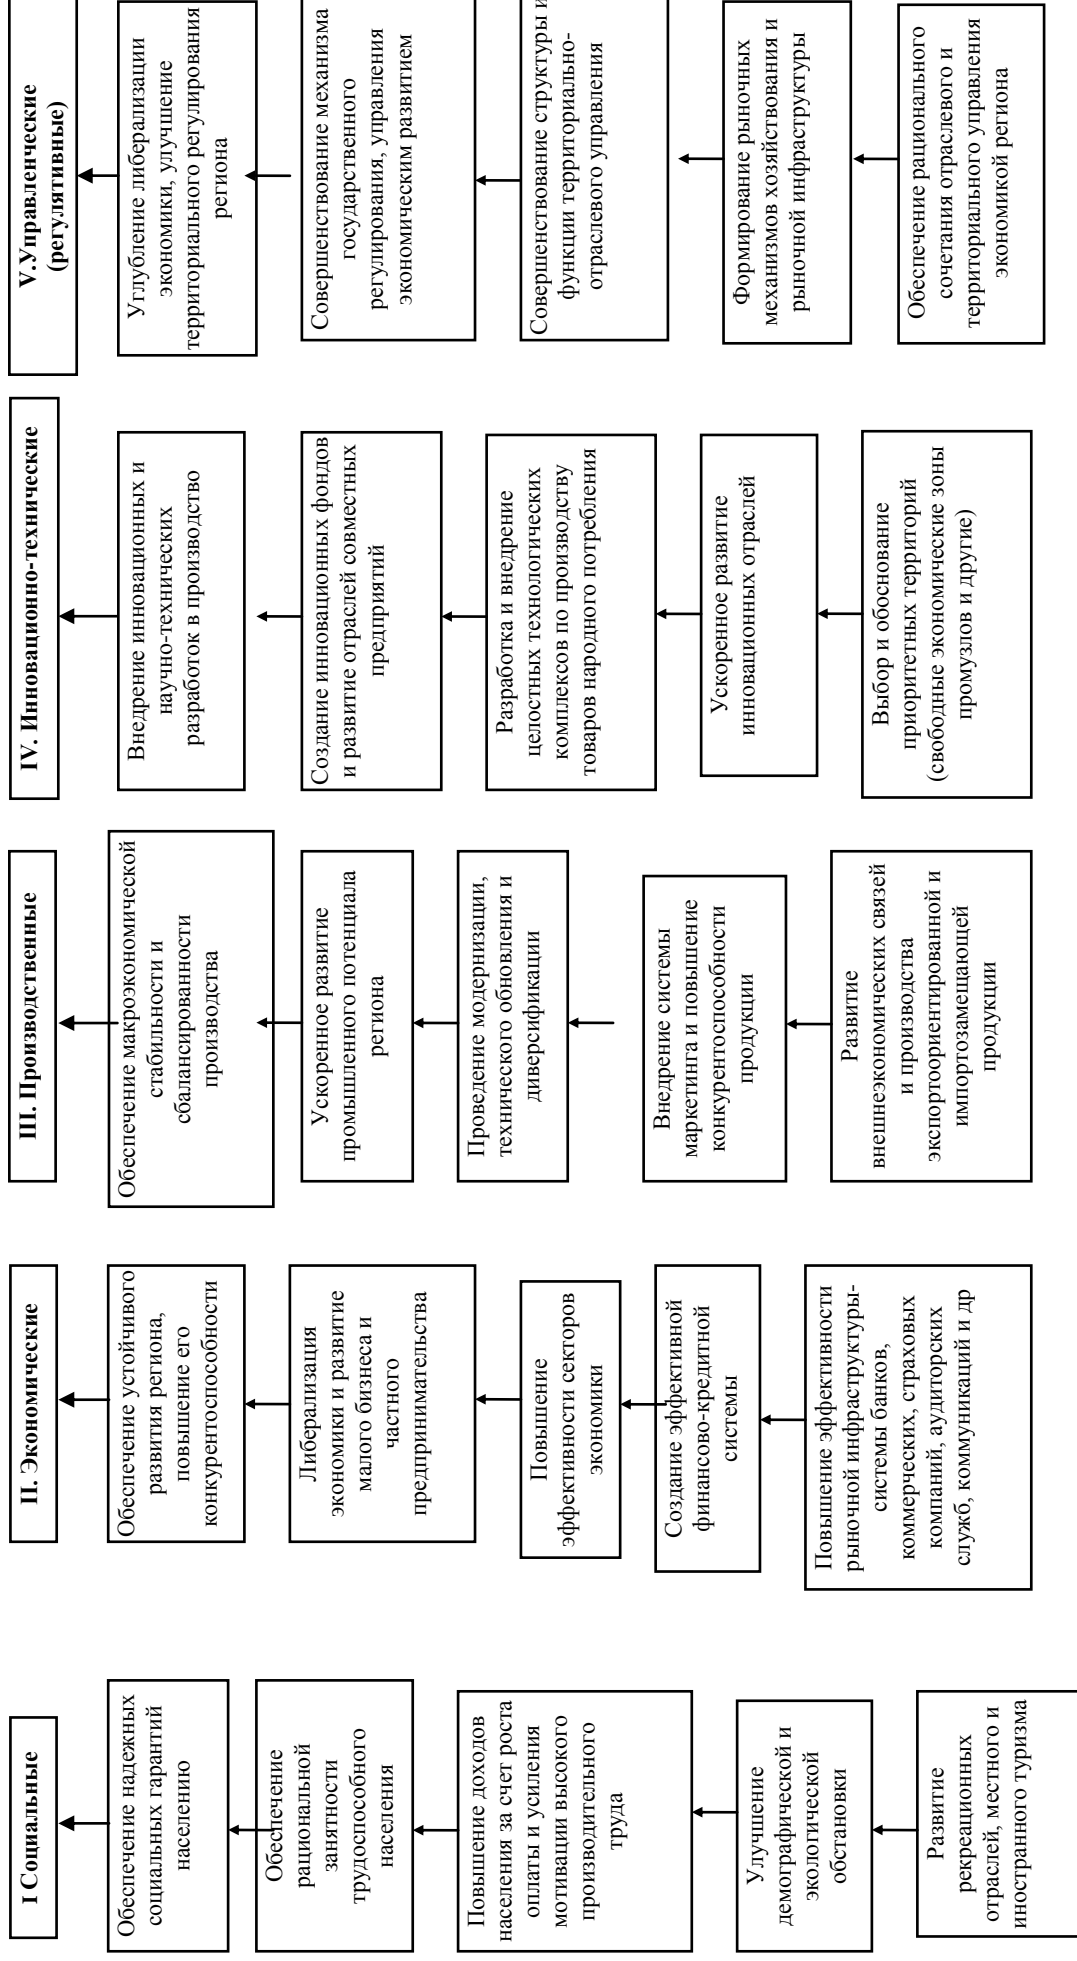 I Социальные
Обеспечение надежных
социальных гарантий
населению
Обеспечение
рациональной
занятности
трудоспособного
населения
Повышение доходов
населения за счет роста
оплаты и усиления
мотивации высокого
производительного
труда
Улучшение
демографической и
экологической
обстановки
Развитие
рекреационных
отраслей, местного и
иностранного туризма
II. Экономические
Обеспечение устойчивого
развития региона,
повышение его
конкурентоспособности
Либерализация
экономики и развитие
малого бизнеса и
частного
предпринимательства
Повышение
эффективности секторов
экономики
Создание эффективной
финансово-кредитной
системы
Повышение эффективности
рыночной инфраструктуры-
системы банков,
коммерческих, страховых
компаний, аудиторских
служб, коммуникаций и др
III. Производственные
Обеспечение макроэкономической
стабильности и
сбалансированности
производства
Ускоренное развитие
промышленного потенциала
региона
Проведение модернизации,
технического обновления и
диверсификации
Внедрение системы
маркетинга и повышение
конкурентоспособности
продукции
Развитие
внешнеэкономических связей
и производства
экспортоориентированной и
импортозамещающей
продукции
IV. Инновационно-технические
Внедрение инновационных и
научно-технических
разработок в производство
Создание инновационных фондов
и развитие отраслей совместных
предприятий
Разработка и внедрение
целостных технологических
комплексов по производству
товаров народного потребления
Ускоренное развитие
инновационных отраслей
Выбор и обоснование
приоритетных территорий
(свободные экономические зоны
промузлов и другие)
V.Управленческие
(регулятивные)
Углубление либерализации
экономики, улучшение
территориального регулирования
региона
Совершенствование механизма
государственного
регулирования, управления
экономическим развитием
Совершенствование структуры и
функции территориально-
отраслевого управления
Формирование рыночных
механизмов хозяйствования и
рыночной инфраструктуры
Обеспечение рационального
сочетания отраслевого и
территориального управления
экономикой региона